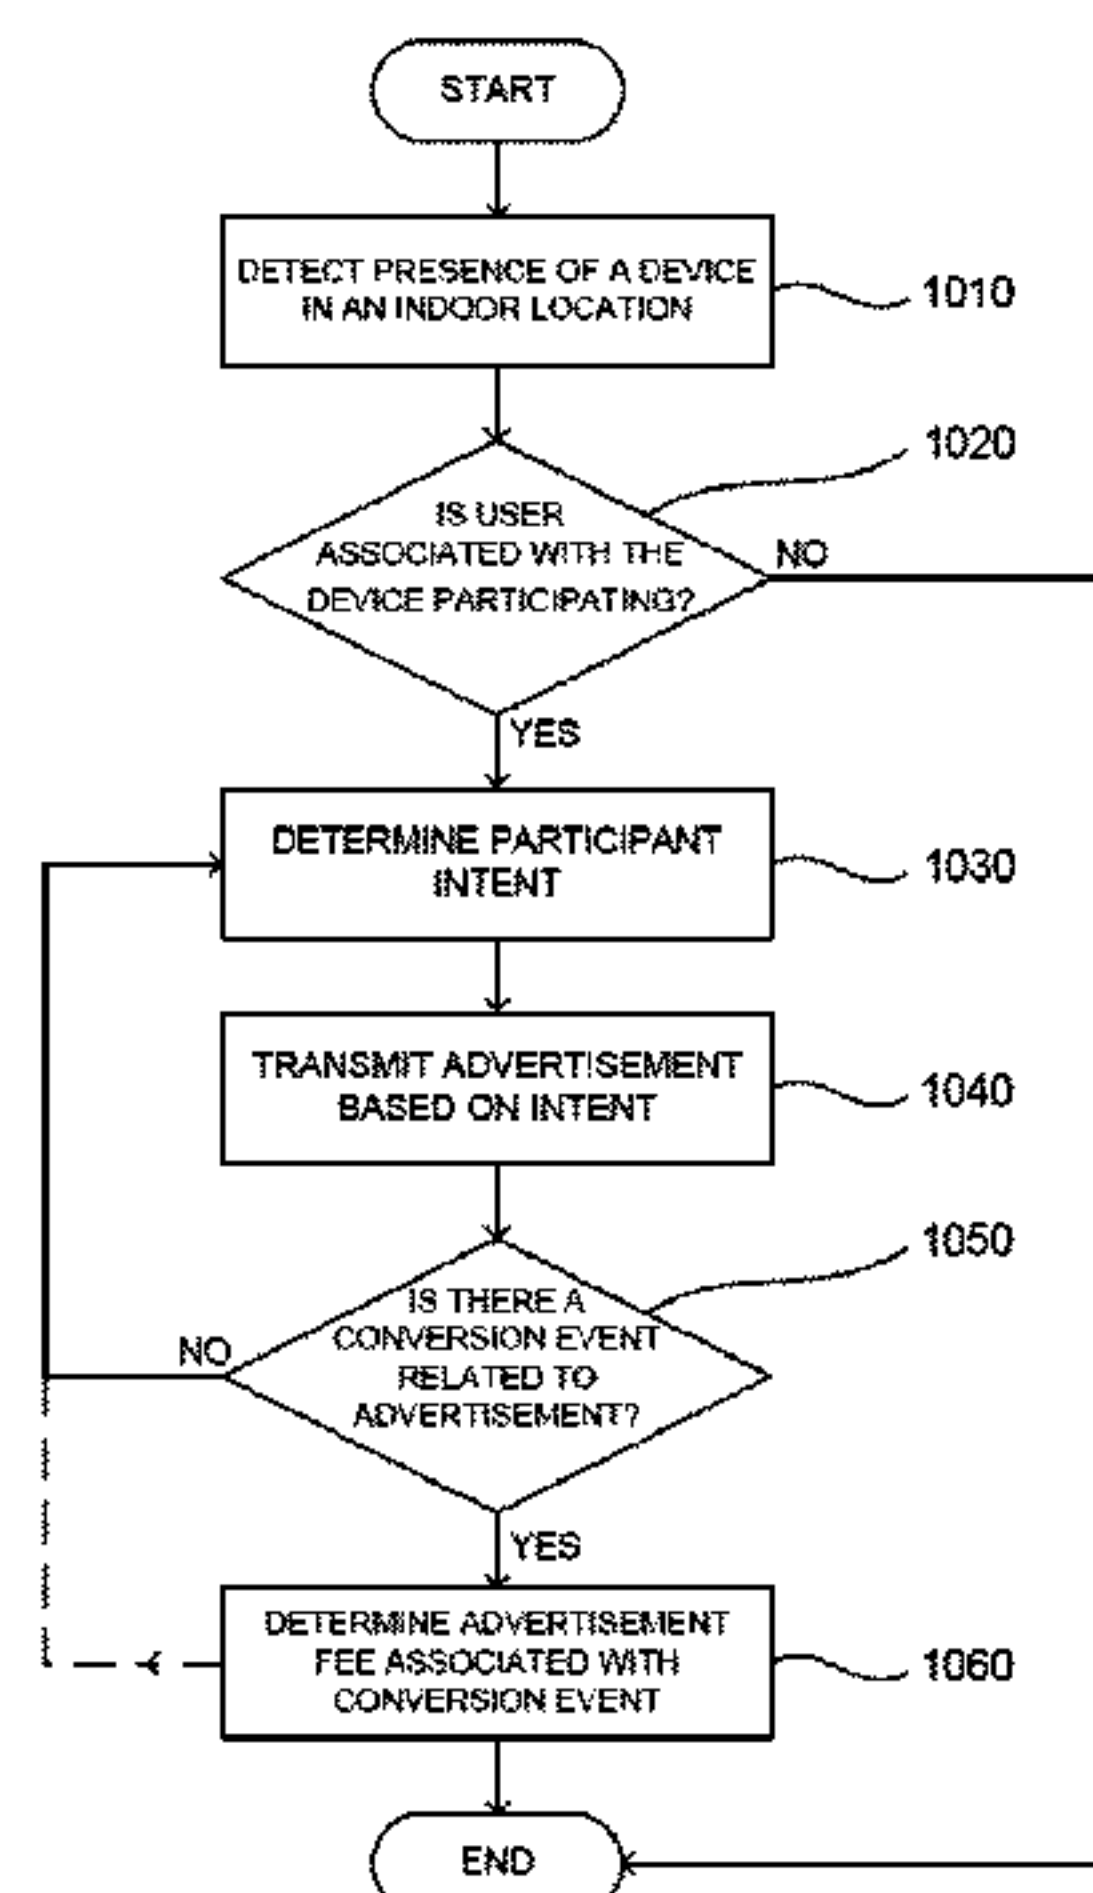 START
DETECT PRESENCE OF A DEVICE
IN AN INDOOR LOCATION
1010
1020
IS USER
ASSOCIATED WITH THE
DEVICE PARTICIPATING?
NO
YES
DETERMINE PARTICIPANT
INTENT
1030
TRANSMIT ADVERTISEMENT
BASED ON INTENT
1040
1050
IS THERE A
CONVERSION EVENT
RELATED TO
ADVERTISEMENT?
NO
YES
DETERMINE ADVERTISEMENT
FEE ASSOCIATED WITH
CONVERSION EVENT
1060
END